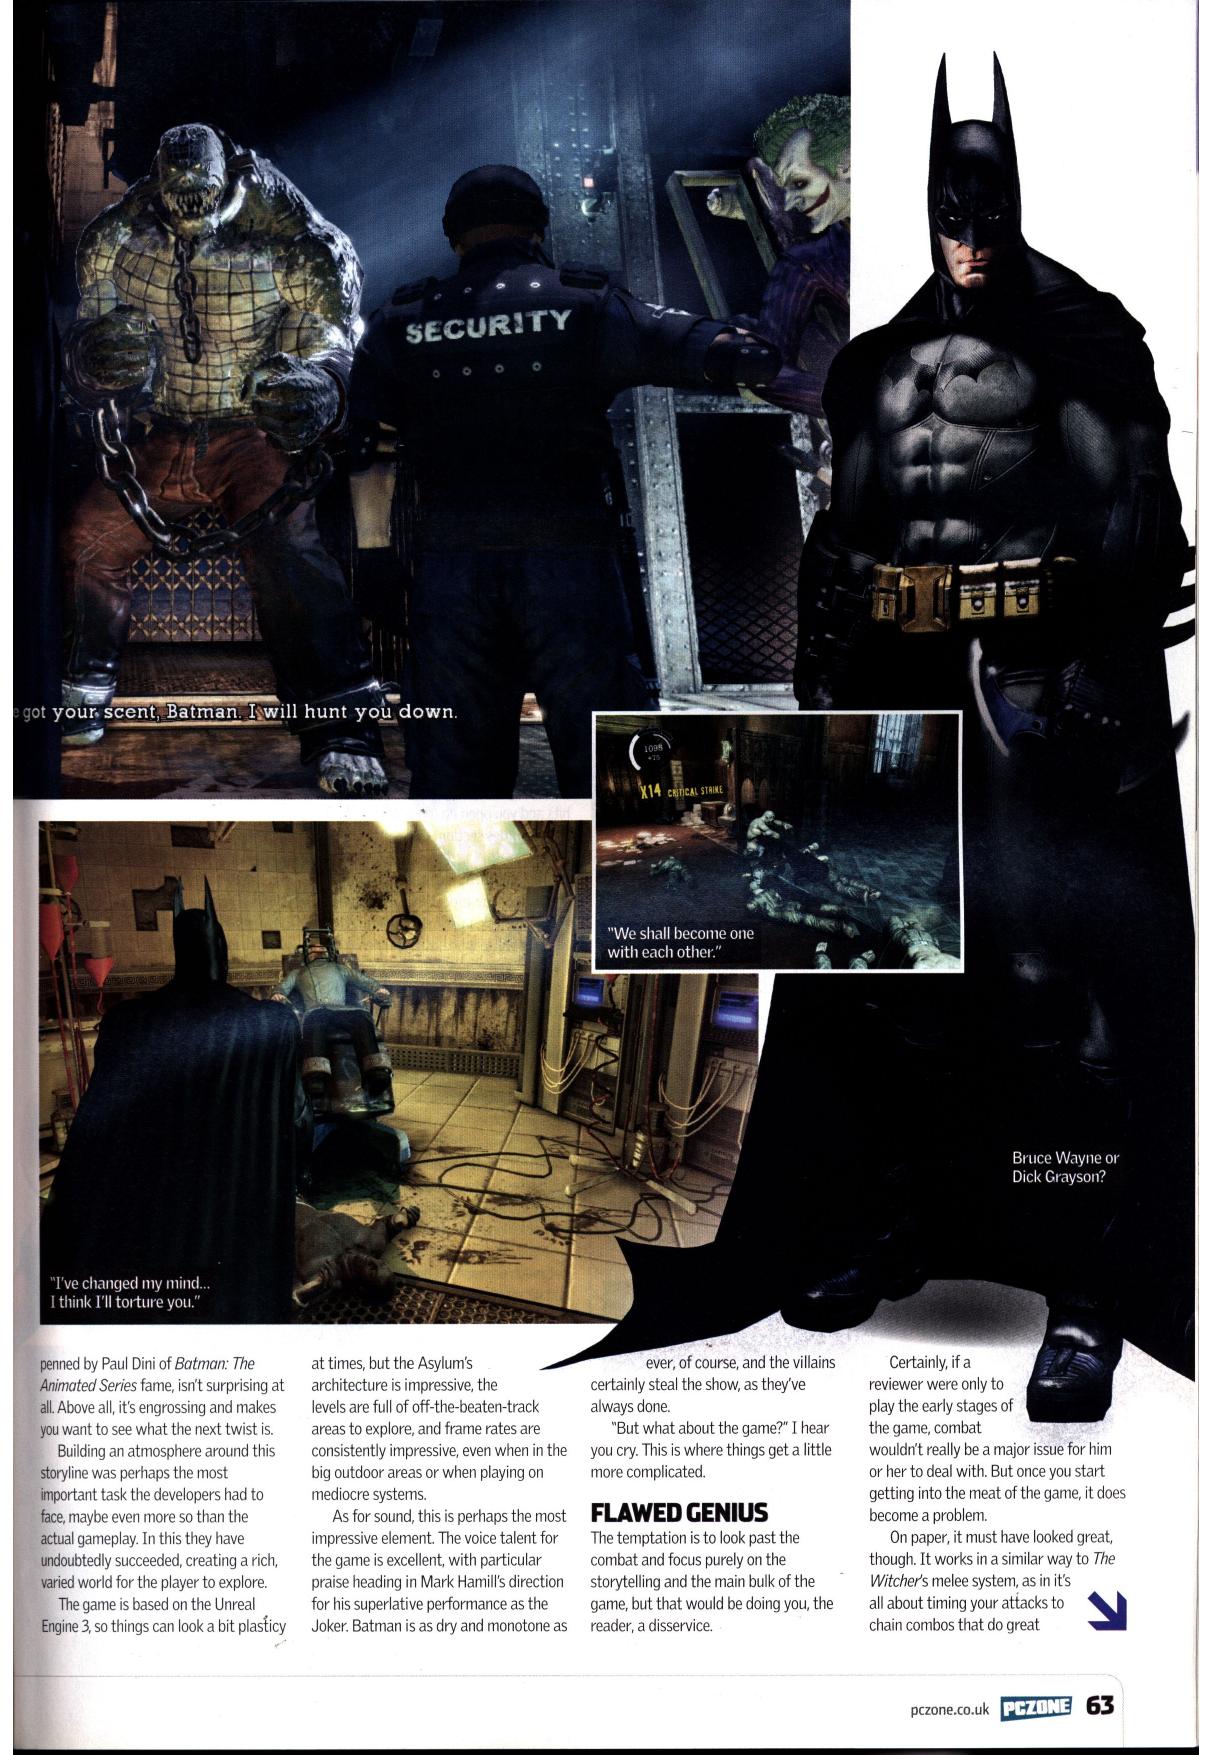 SECURITY
got your scent, Batman. I will hunt you down.
1098
+75
X14 CRITICAL STRIKE
"We shall become one
with each other."
Bruce Wayne or
Dick Grayson?
"I've changed my mind...
I think I'll torture you."
penned by Paul Dini of Batman: The
Animated Series fame, isn't surprising at
all. Above all, it's engrossing and makes
you want to see what the next twist is.
Building an atmosphere around this
storyline was perhaps the most
important task the developers had to
face, maybe even more so than the
actual gameplay. In this they have
undoubtedly succeeded, creating a rich,
varied world for the player to explore.
The game is based on the Unreal
Engine 3, so things can look a bit plasticy
at times, but the Asylum's
architecture is impressive, the
levels are full of off-the-beaten-track
areas to explore, and frame rates are
consistently impressive, even when in the
big outdoor areas or when playing on
mediocre systems.
As for sound, this is perhaps the most
impressive element. The voice talent for
the game is excellent, with particular
praise heading in Mark Hamill's direction
for his superlative performance as the
Joker. Batman is as dry and monotone as
ever, of course, and the villains
certainly steal the show, as they've
always done.
"But what about the game?" I hear
you cry. This is where things get a little
more complicated.
FLAWED GENIUS
The temptation is to look past the
combat and focus purely on the
storytelling and the main bulk of the
game, but that would be doing you, the
reader, a disservice.
Certainly, if a
reviewer were only to
play the early stages of
the game, combat
wouldn't really be a major issue for him
or her to deal with. But once you start
getting into the meat of the game, it does
become a problem.
On paper, it must have looked great,
though. It works in a similar way to The
Witcher's melee system, as in it's
all about timing your attacks to
chain combos that do great
pczone.co.uk PCZONE 63